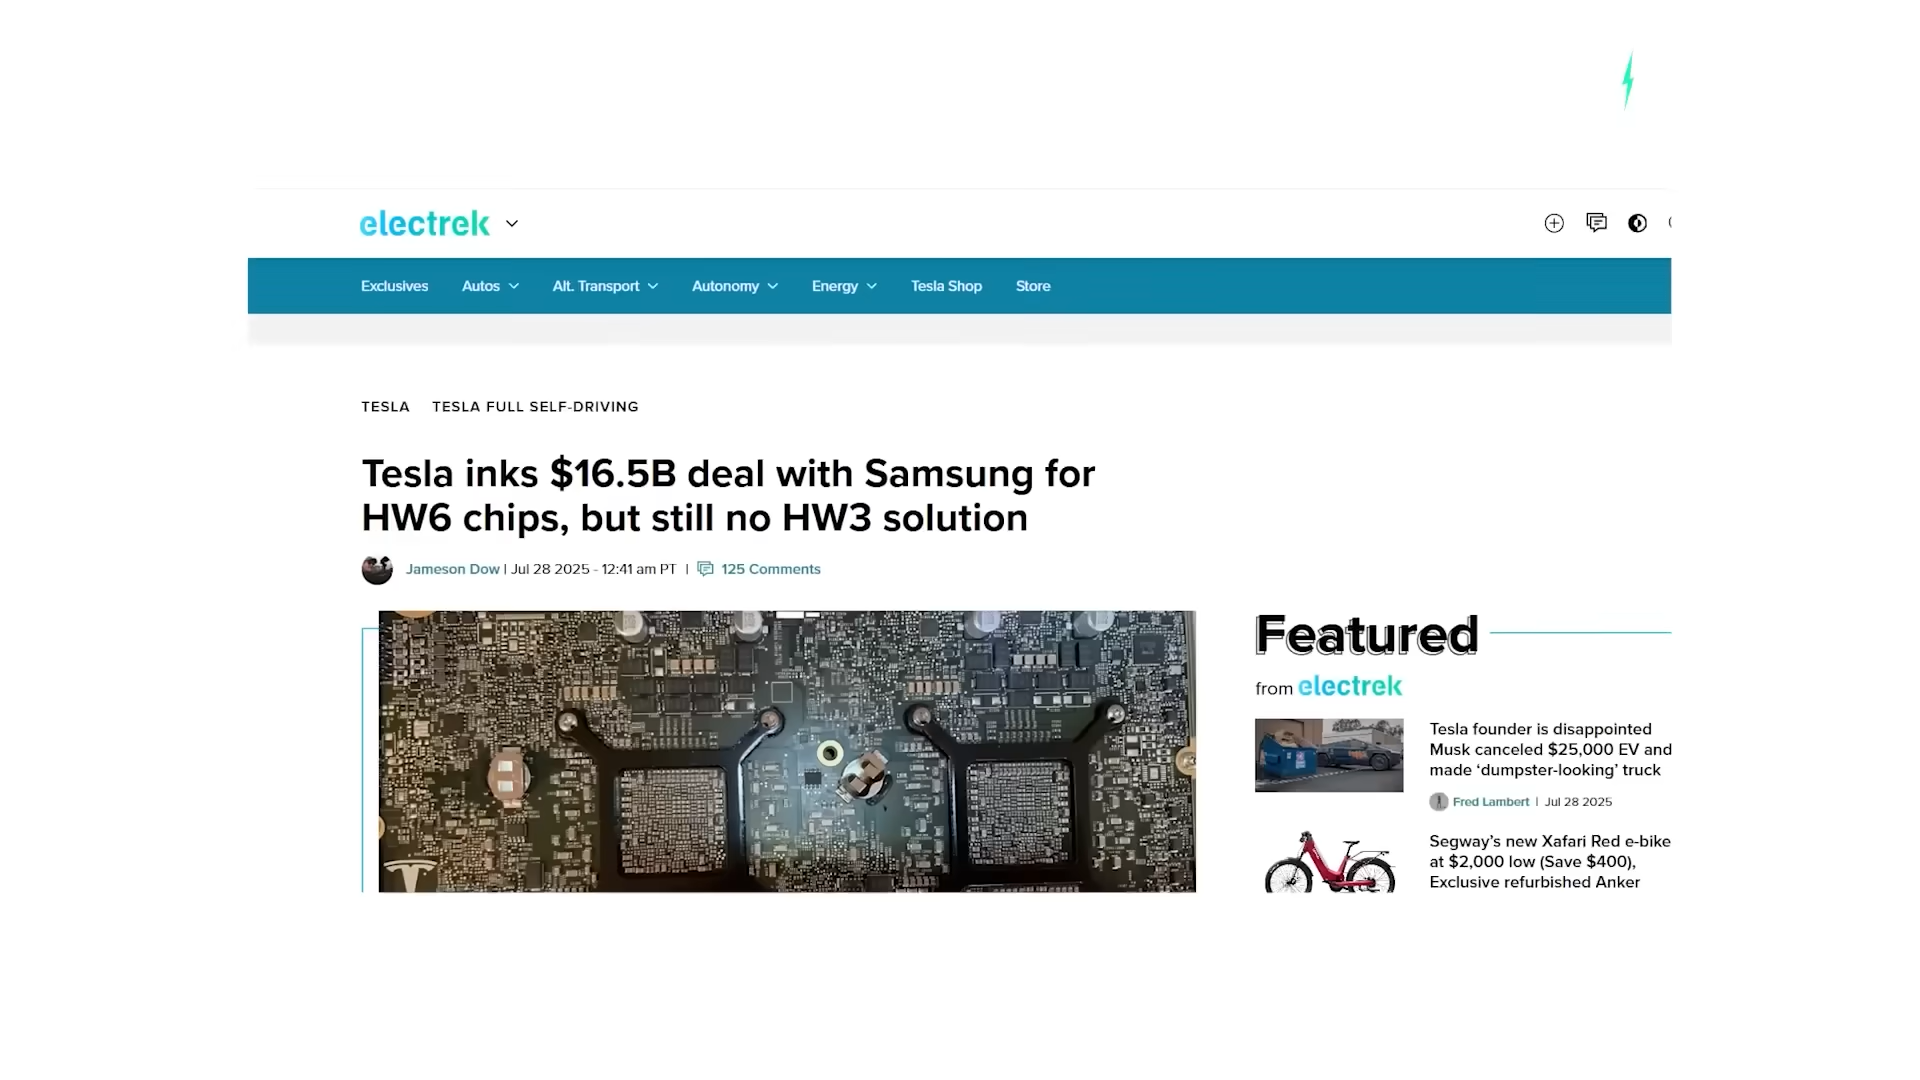 electrek
Exclusives Autos Alt. Transport Autonomy Energy Tesla Shop Store
TESLA TESLA FULL SELF-DRIVING
Tesla inks $16.5B deal with Samsung for
HW6 chips, but still no HW3 solution
Jameson Dow | Jul 28 2025 - 12:41 am PT | 125 Comments
Featured
from electrek
Tesla founder is disappointed
Musk canceled $25,000 EV and
made ‘dumpster-looking’ truck
Fred Lambert | Jul 28 2025
Segway’s new Xafari Red e-bike
at $2,000 low (Save $400),
Exclusive refurbished Anker